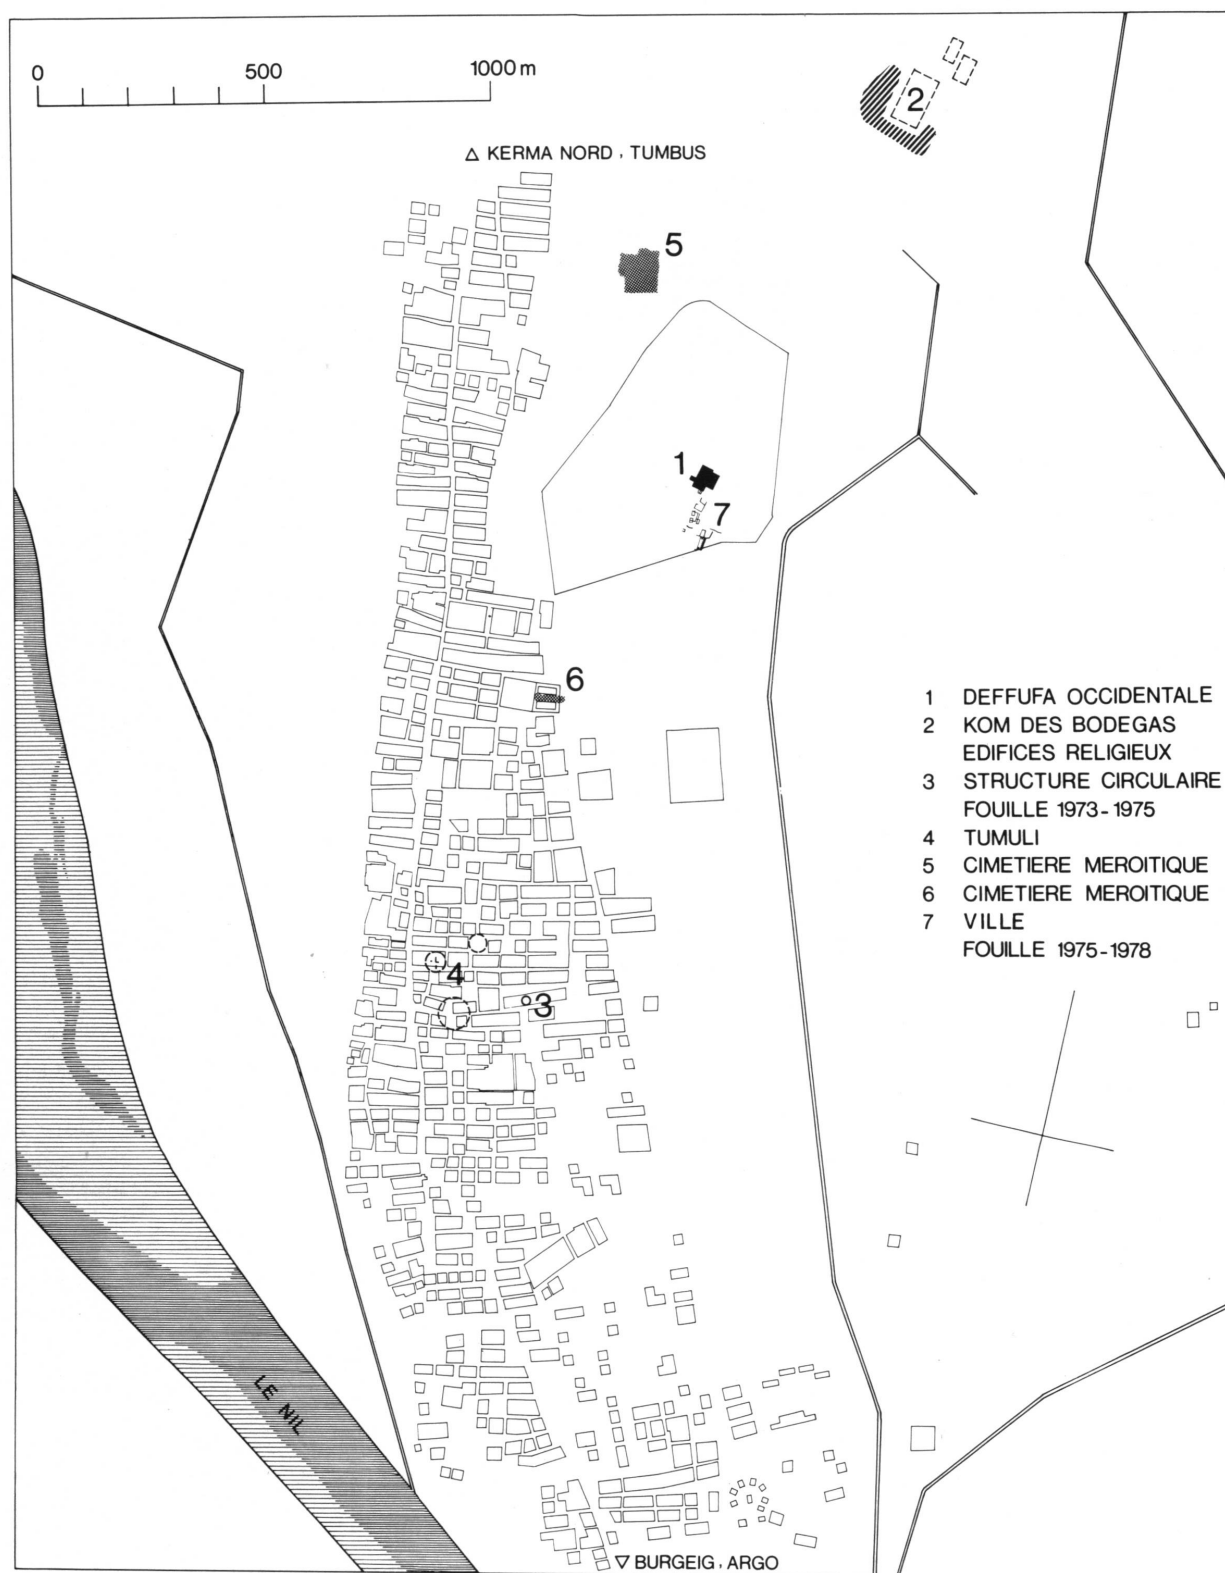 0 500 1000 m
2
△ KERMA NORD, TUMBUS
5
1
7
6
1 DEFFUFA OCCIDENTALE
2 KOM DES BODEGAS
EDIFICES RELIGIEUX
3 STRUCTURE CIRCULAIRE
FOUILLE 1973-1975
4 TUMULI
5 CIMETIERE MEROITIQUE
6 CIMETIERE MEROITIQUE
7 VILLE
FOUILLE 1975-1978
4
3
LE NIL
▽ BURGEIG, ARGO